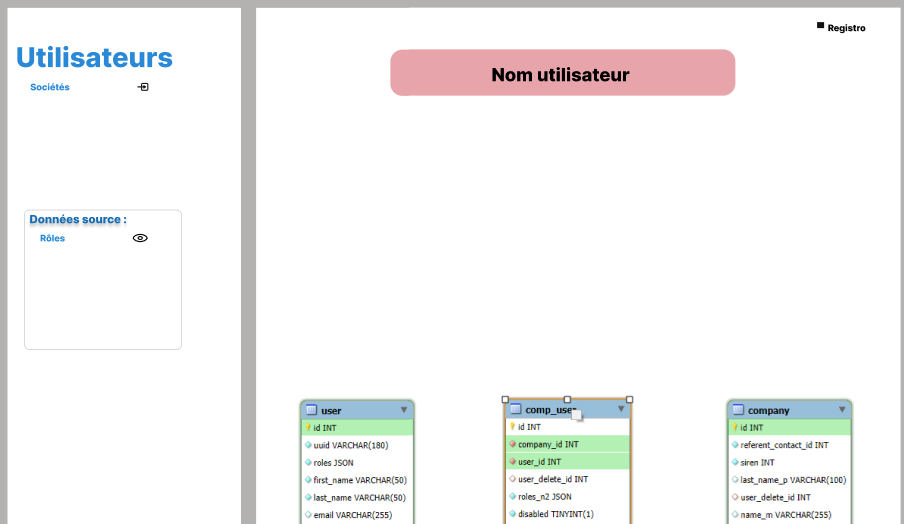 Utilisateurs
Sociétés
Données source :
Rôles
Registro
Nom utilisateur
user
id INT
uuid VARCHAR(180)
roles JSON
first_name VARCHAR(50)
last_name VARCHAR(50)
email VARCHAR(255)
comp_user
id INT
company_id INT
user_id INT
user_delete_id INT
roles_n2 JSON
disabled TINYINT(1)
company
id INT
referent_contact_id INT
siren INT
last_name_p VARCHAR(100)
user_delete_id INT
name_m VARCHAR(255)